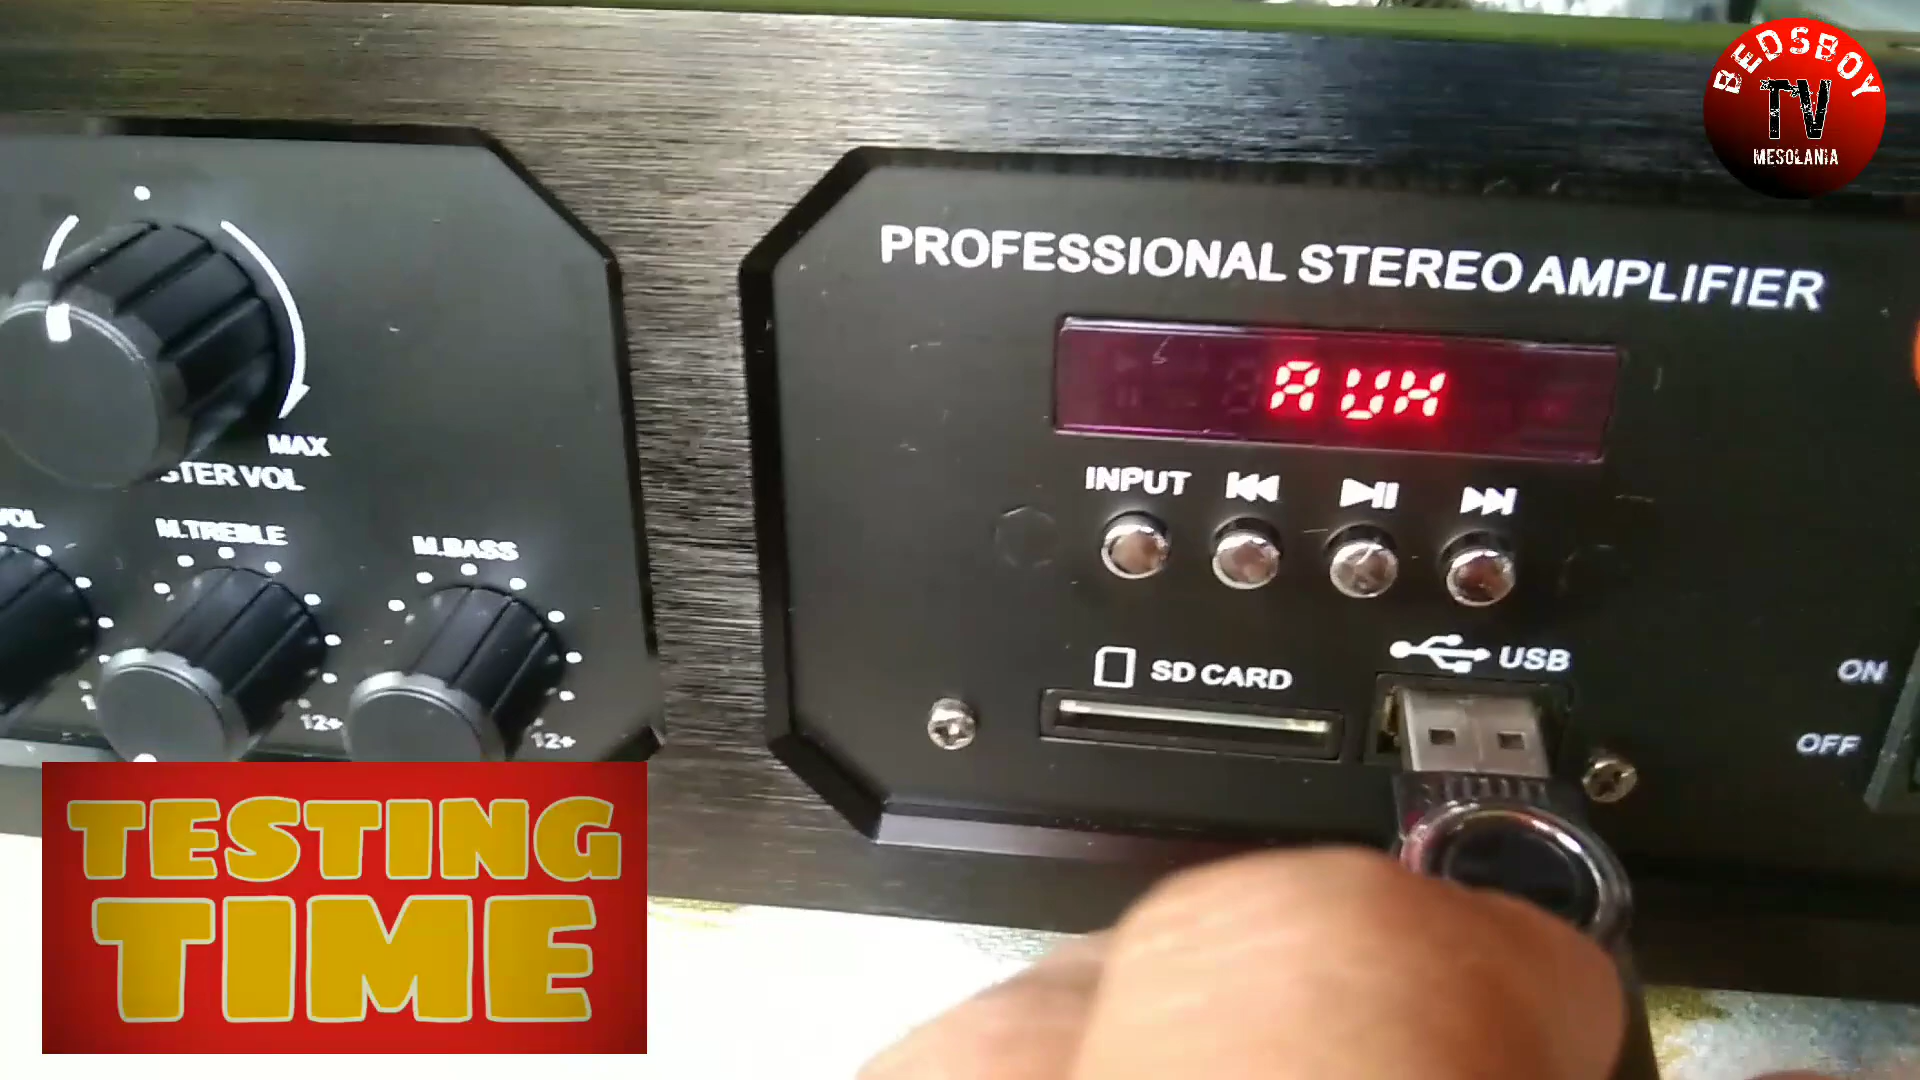 BEDSBOY
TV
MESOLANIA
PROFESSIONAL STEREO AMPLIFIER
AUX
MAX
STER VOL
INPUT
VOL
M.TREBLE
M.BASS
SD CARD
USB
ON
OFF
12+
12+
TESTING
TIME